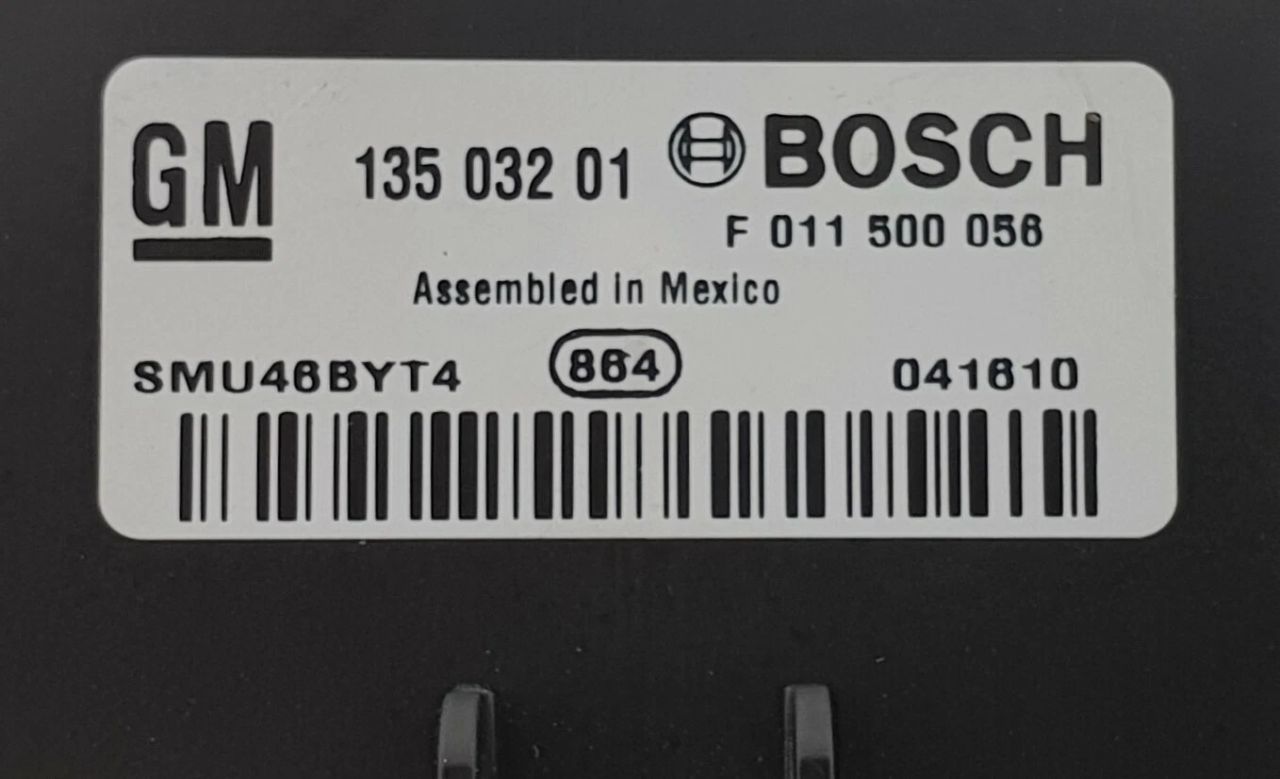 GM 135 032 01 BOSCH
F 011 500 056
Assembled in Mexico
SMU46BYT4 864 041610